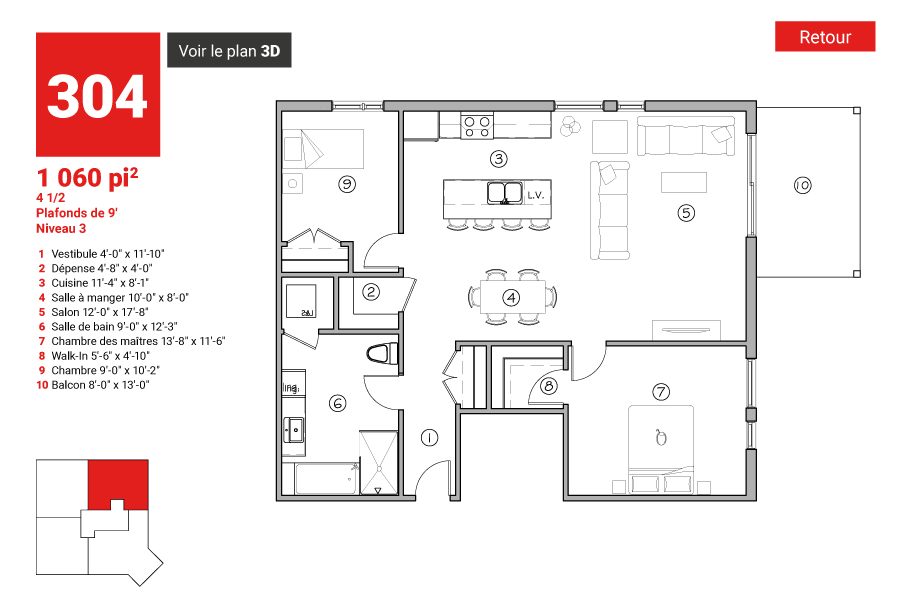 304
Voir le plan 3D
Retour
1 060 pi²
4 1/2
Plafonds de 9'
Niveau 3
1 Vestibule 4'-0" x 11'-10"
2 Dépense 4'-8" x 4'-0"
3 Cuisine 11'-4" x 8'-1"
4 Salle à manger 10'-0" x 8'-0"
5 Salon 12'-0" x 17'-8"
6 Salle de bain 9'-0" x 12'-3"
7 Chambre des maîtres 13'-8" x 11'-6"
8 Walk-In 5'-6" x 4'-10"
9 Chambre 9'-0" x 10'-2"
10 Balcon 8'-0" x 13'-0"
3
9
L.V.
10
5
2
4
8
7
6
1